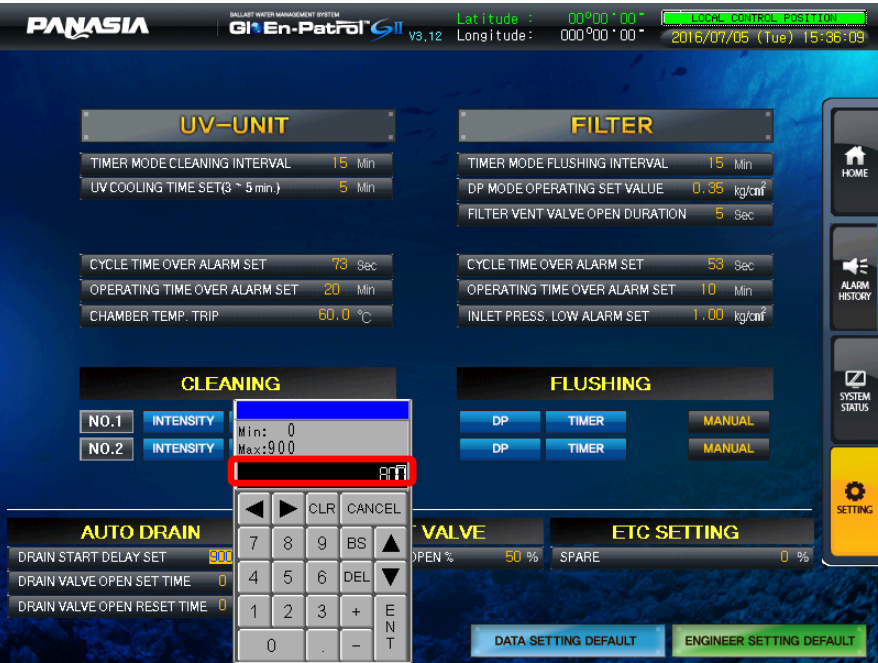 PANASIA
BALLAST WATER MANAGEMENT SYSTEM
GloEn-Patrol™ GII V3,12
Latitude : 00º00'00"
Longitude: 000º00'00"
LOCAL CONTROL POSITION
2016/07/05 (Tue) 15:36:09
UV-UNIT
TIMER MODE CLEANING INTERVAL 15 Min
UV COOLING TIME SET(3 ~ 5 min.) 5 Min
CYCLE TIME OVER ALARM SET 73 Sec
OPERATING TIME OVER ALARM SET 20 Min
CHAMBER TEMP. TRIP 60.0 ℃
FILTER
TIMER MODE FLUSHING INTERVAL 15 Min
DP MODE OPERATING SET VALUE 0.35 kg/cm²
FILTER VENT VALVE OPEN DURATION 5 Sec
CYCLE TIME OVER ALARM SET 53 Sec
OPERATING TIME OVER ALARM SET 10 Min
INLET PRESS. LOW ALARM SET 1.00 kg/cm²
HOME
ALARM
HISTORY
SYSTEM
STATUS
SETTING
CLEANING
NO.1 INTENSITY
NO.2 INTENSITY
FLUSHING
DP TIMER MANUAL
DP TIMER MANUAL
Min: 0
Max:900
800
CLR CANCEL
7 8 9 BS
4 5 6 DEL
1 2 3 + ENT
0 . -
AUTO DRAIN
DRAIN START DELAY SET 900
DRAIN VALVE OPEN SET TIME 0
DRAIN VALVE OPEN RESET TIME 0
VALVE
OPEN % 50 %
ETC SETTING
SPARE 0 %
DATA SETTING DEFAULT
ENGINEER SETTING DEFAULT